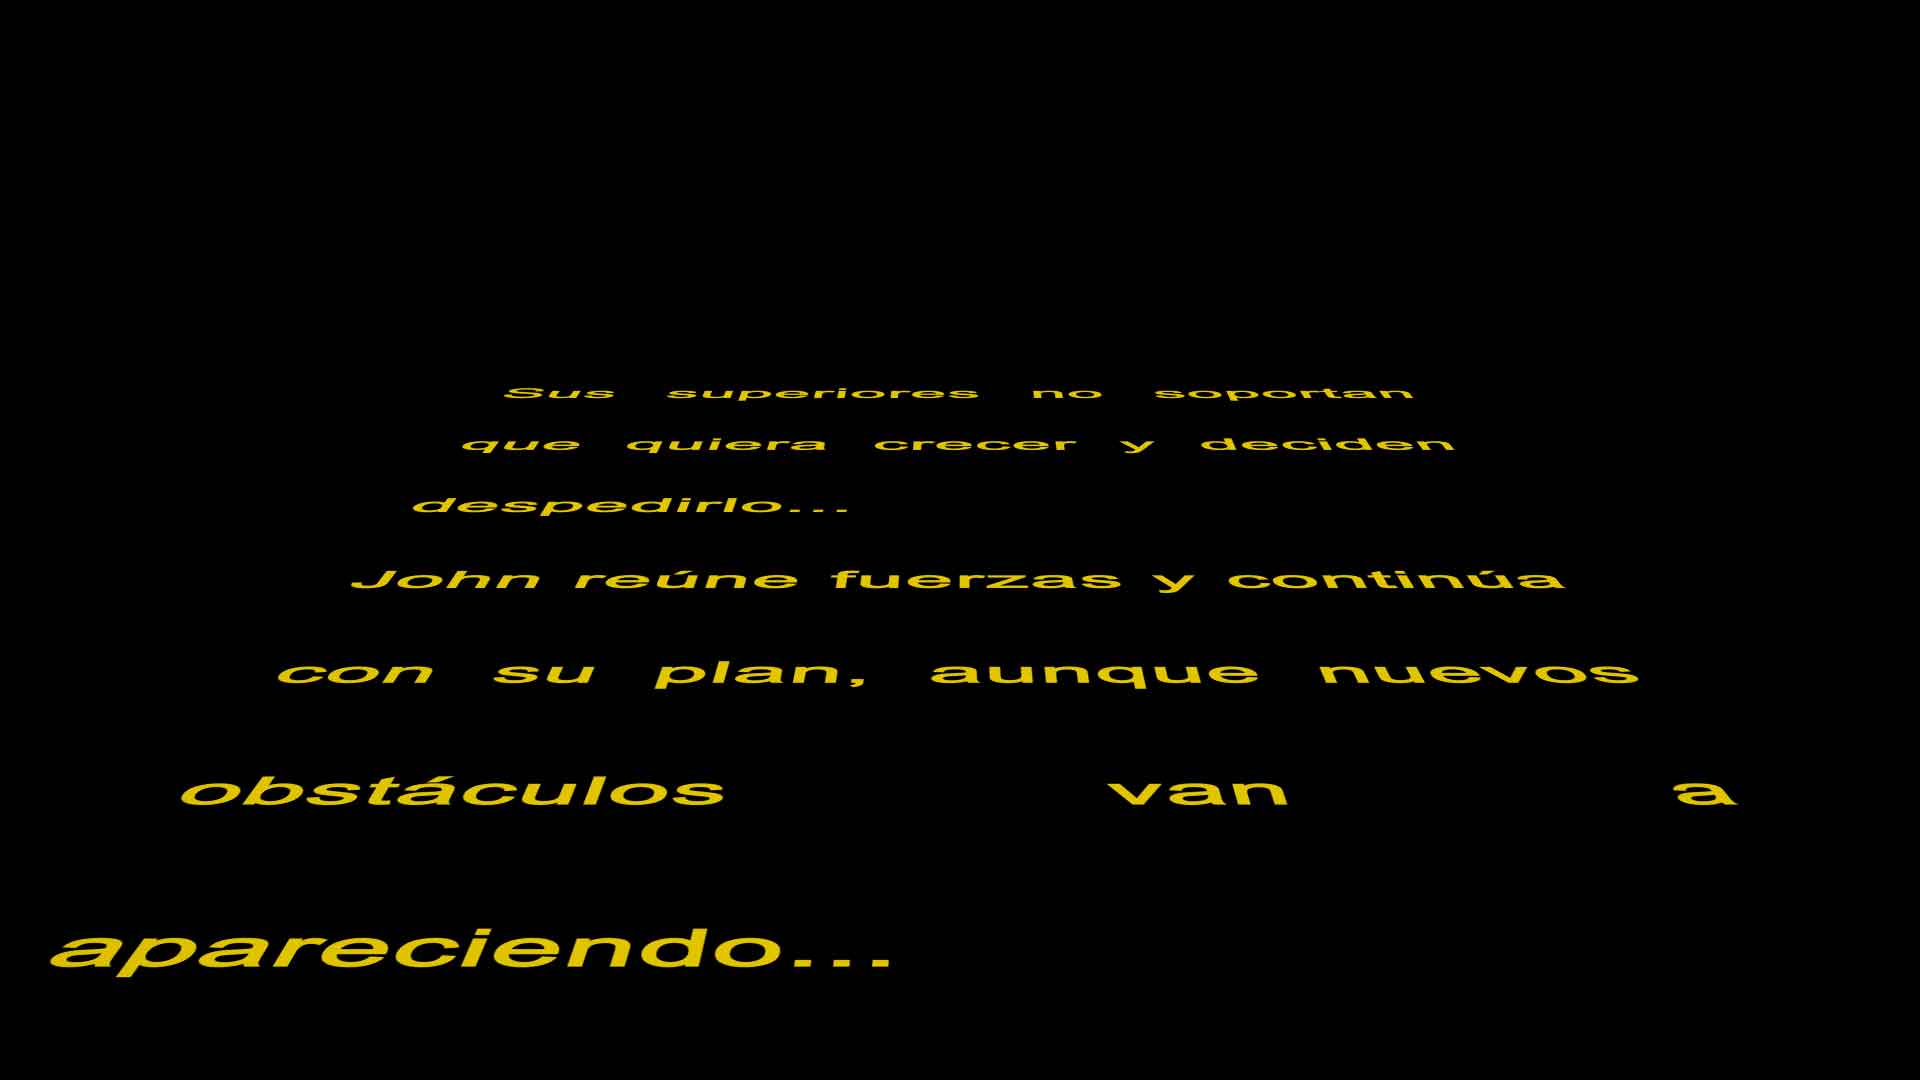 Sus superiores no soportan
que quiera crecer y deciden
despedirlo...
John reúne fuerzas y continúa
con su plan, aunque nuevos
obstáculos van a
apareciendo...